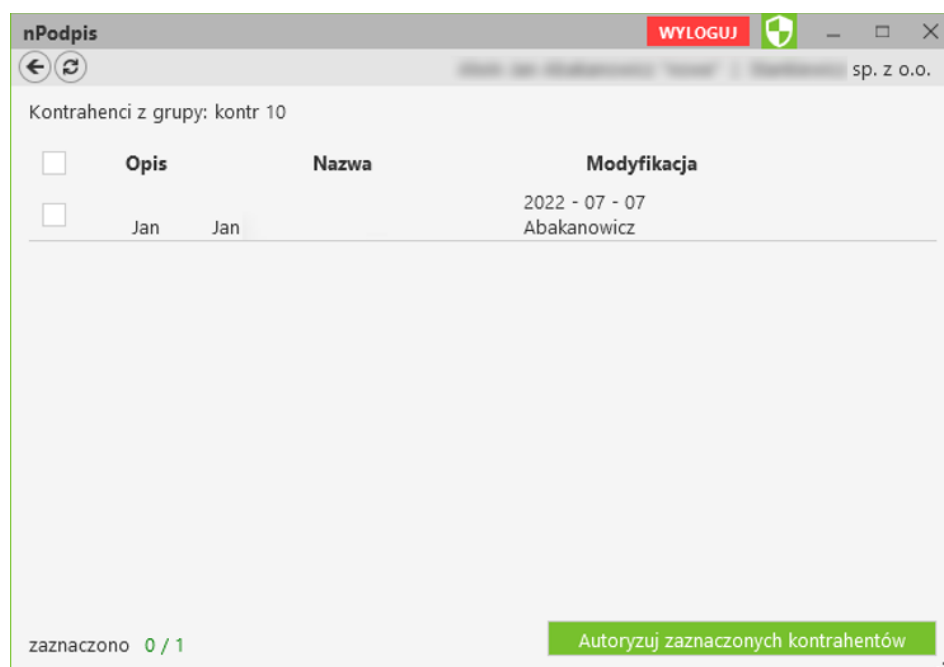 nPodpis WYLOGUJ
sp. z o.o.
Kontrahenci z grupy: kontr 10
Opis Nazwa Modyfikacja
2022 - 07 - 07
Jan Jan Abakanowicz
zaznaczono 0 / 1 Autoryzuj zaznaczonych kontrahentów